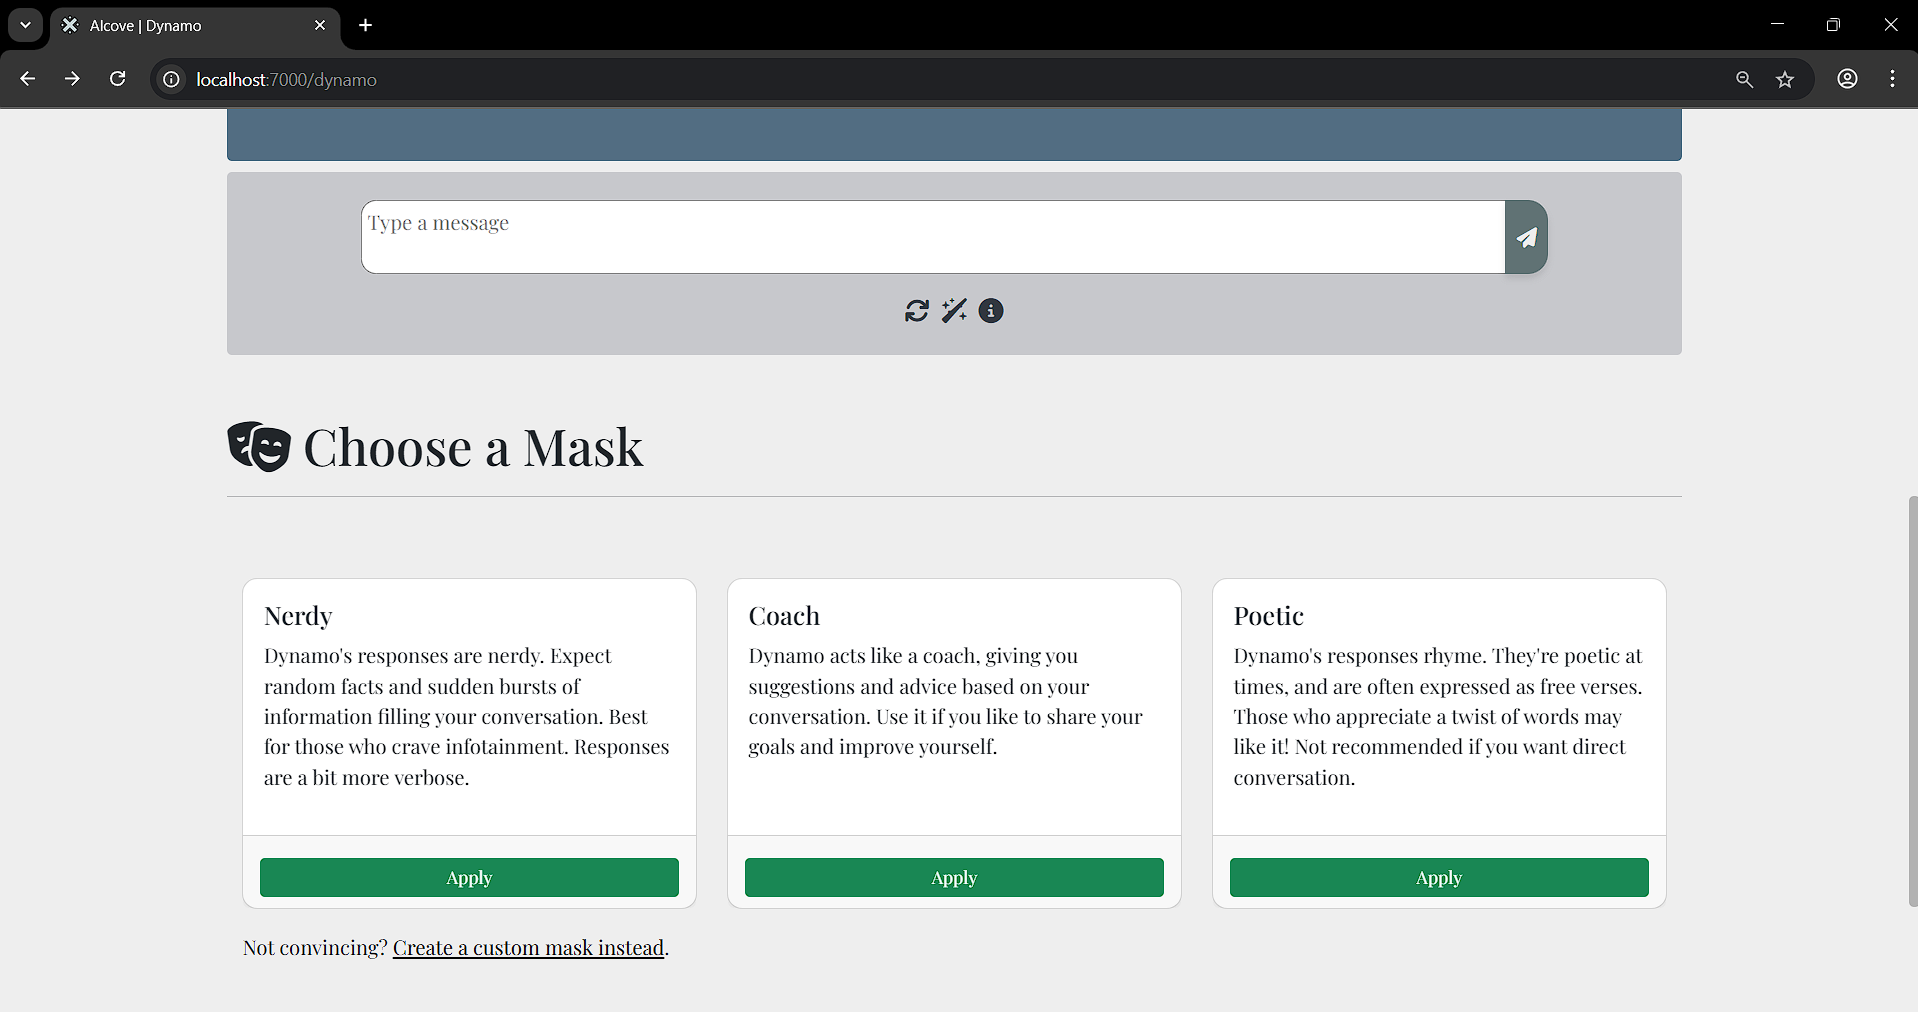 Alcove | Dynamo
localhost:7000/dynamo
Type a message
Choose a Mask
Nerdy
Dynamo's responses are nerdy. Expect
random facts and sudden bursts of
information filling your conversation. Best
for those who crave infotainment. Responses
are a bit more verbose.
Apply
Coach
Dynamo acts like a coach, giving you
suggestions and advice based on your
conversation. Use it if you like to share your
goals and improve yourself.
Apply
Poetic
Dynamo's responses rhyme. They're poetic at
times, and are often expressed as free verses.
Those who appreciate a twist of words may
like it! Not recommended if you want direct
conversation.
Apply
Not convincing? Create a custom mask instead.